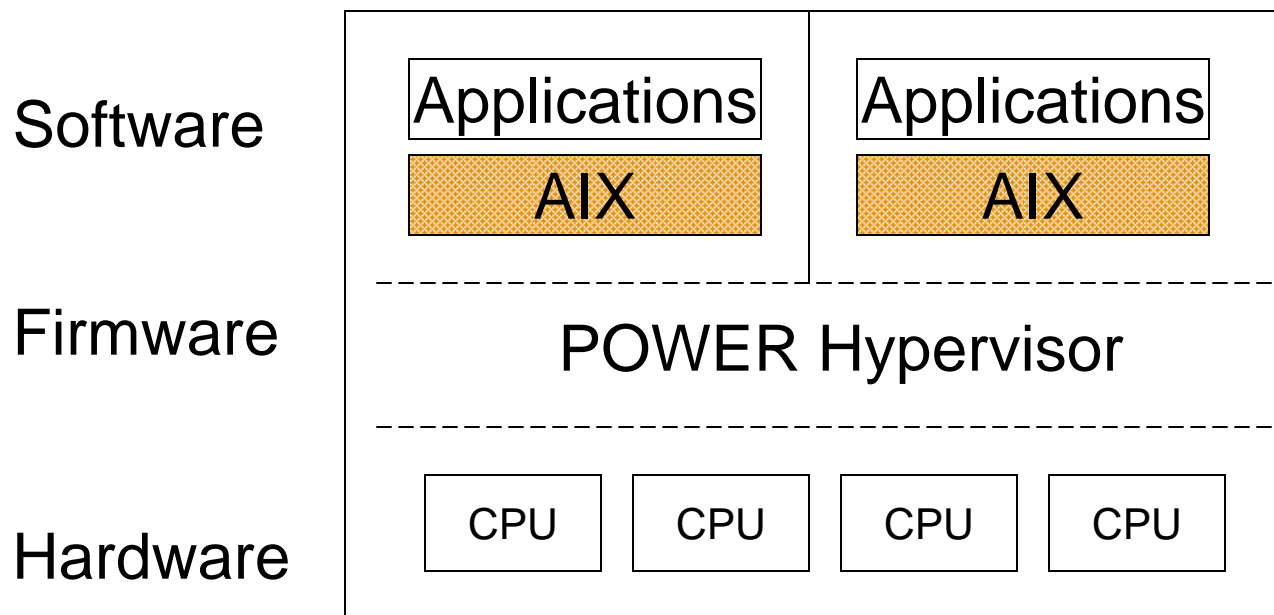 Software
Applications
Applications
AIX
AIX
Firmware
POWER Hypervisor
CPU
CPU
CPU
CPU
Hardware